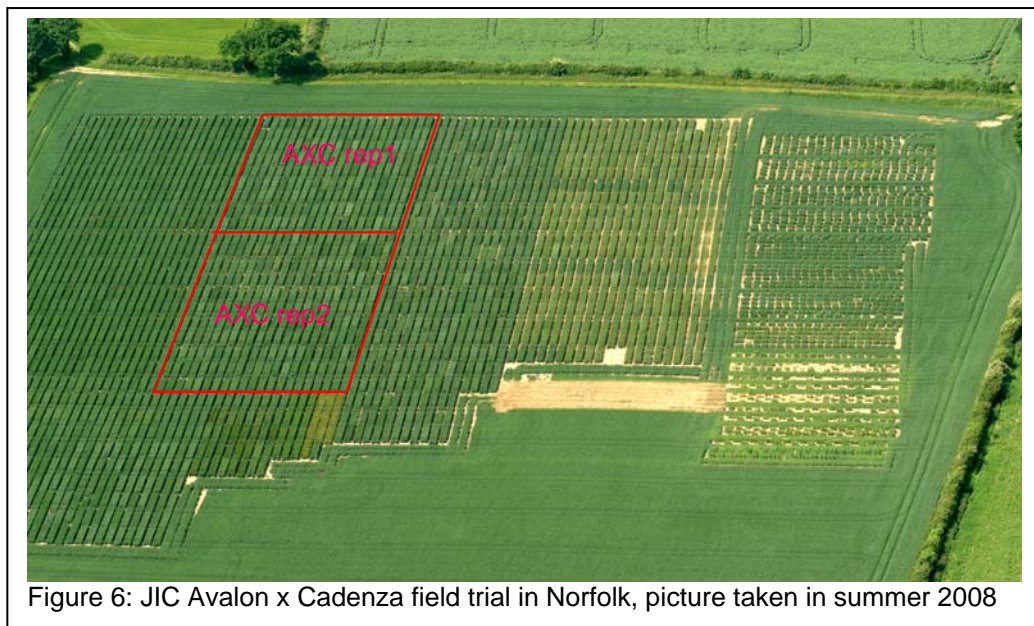 AXC rep1
AXC rep2
Figure 6: JIC Avalon x Cadenza field trial in Norfolk, picture taken in summer 2008